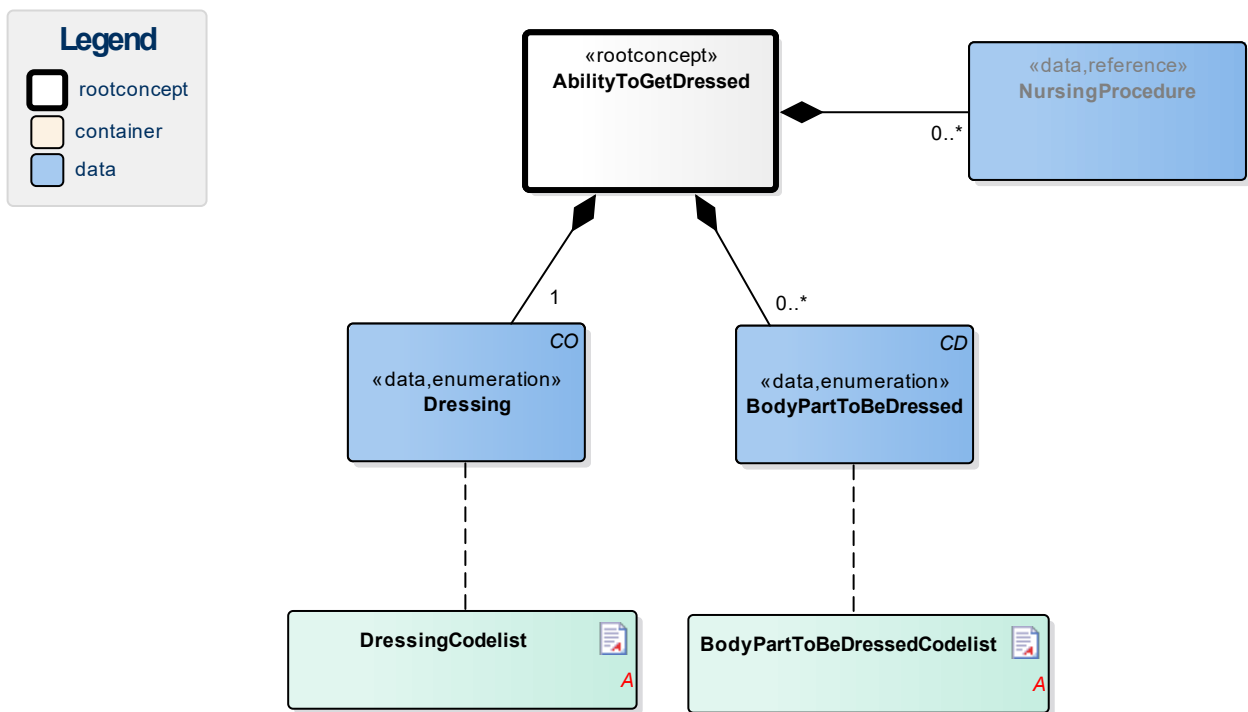 Legend
rootconcept
container
data
«rootconcept»
AbilityToGetDressed
«data,reference»
NursingProcedure
0..*
1
0..*
CO
«data,enumeration»
Dressing
CD
«data,enumeration»
BodyPartToBeDressed
DressingCodelist
A
BodyPartToBeDressedCodelist
A